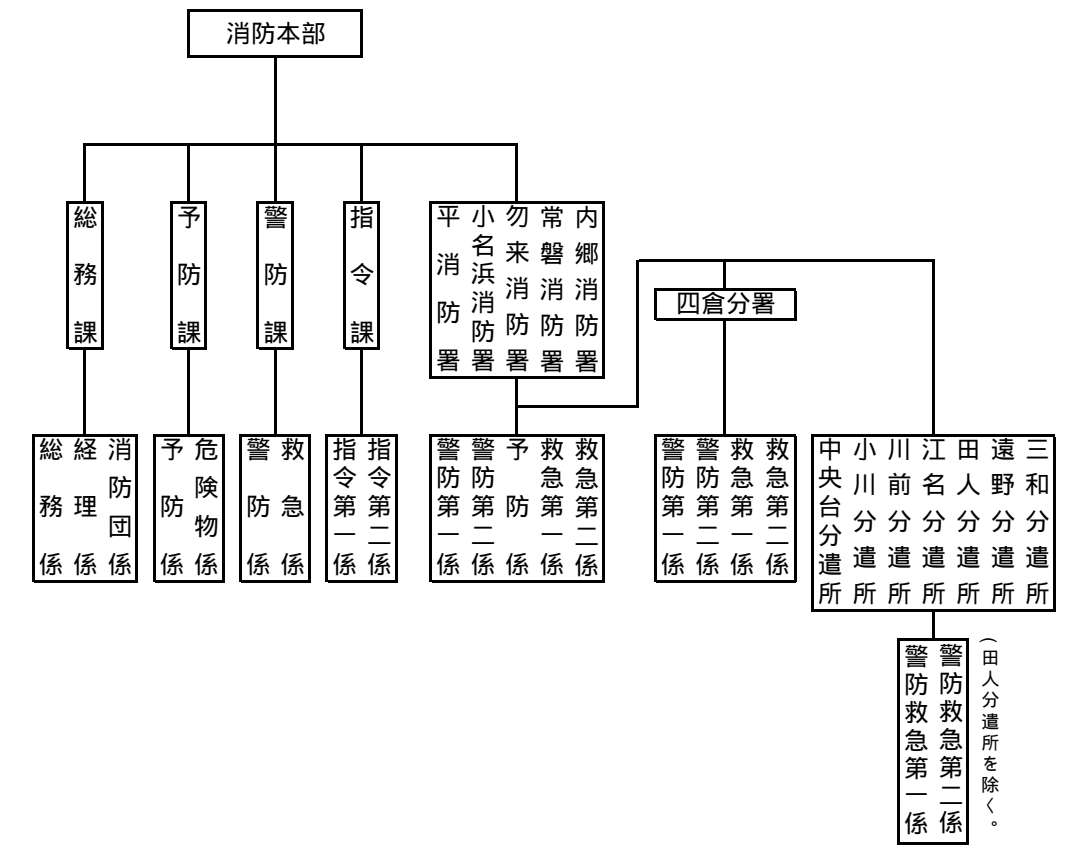 消防本部
総務課
予防課
警防課
指令課
平消防署
小名浜消防署
勿来消防署
常磐消防署
内郷消防署
四倉分署
総務係
経理係
消防団係
予防係
危険物係
警防係
救急係
指令第一係
指令第二係
警防第一係
警防第二係
予防係
救急第一係
救急第二係
警防第一係
警防第二係
救急第一係
救急第二係
中央台分遣所
小川分遣所
川前分遣所
江名分遣所
田人分遣所
遠野分遣所
三和分遣所
警防救急第一係
警防救急第二係
(田人分遣所を除く。